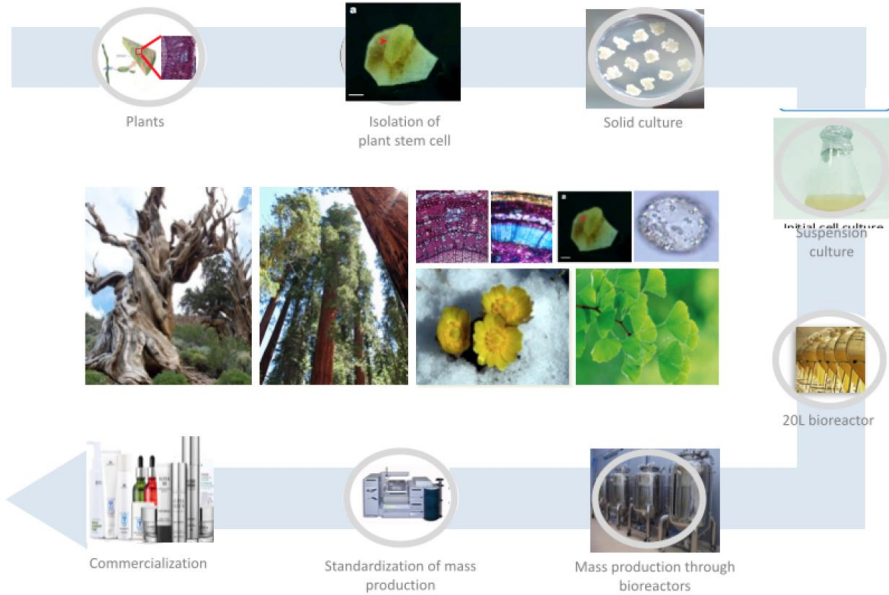 Plants
a
Isolation of
plant stem cell
Solid culture
Initial cell culture
Suspension
culture
a
20L bioreactor
Mass production through
bioreactors
Standardization of mass
production
Commercialization